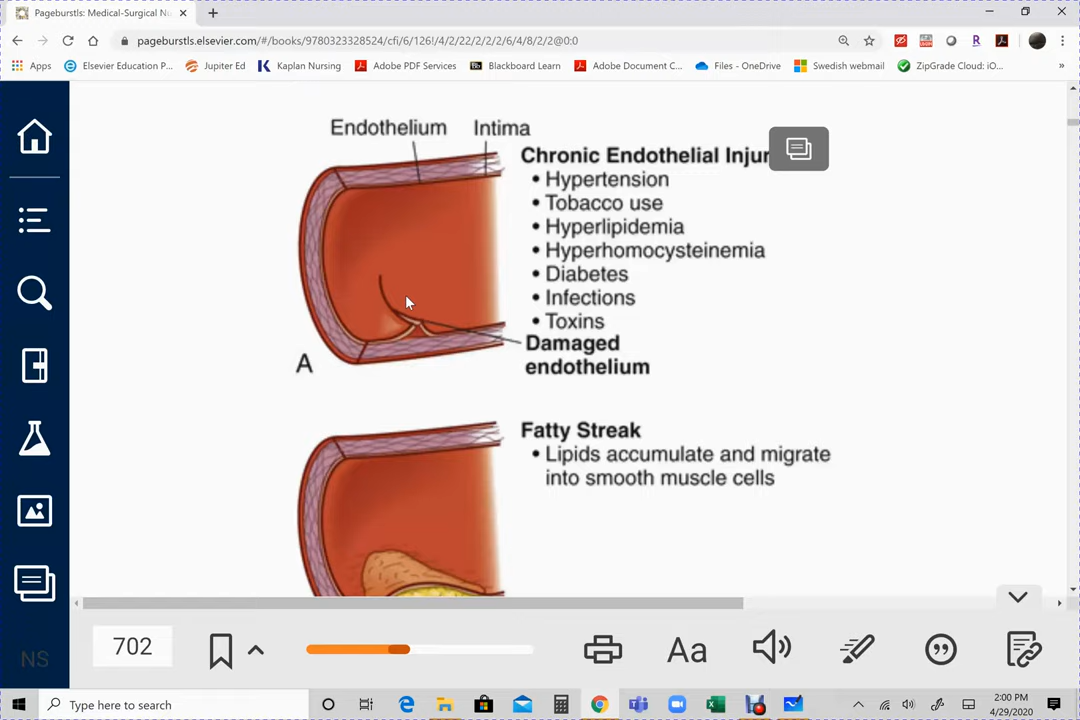 Pageburstls: Medical-Surgical Nu
pageburstls.elsevier.com/#/books/9780323328524/cfi/6/126!/4/2/22/2/2/2/6/4/8/2/2@0:0
Apps Elsevier Education P... Jupiter Ed Kaplan Nursing Adobe PDF Services Bb Blackboard Learn Adobe Document C... Files - OneDrive Swedish webmail ZipGrade Cloud: iO... »
Endothelium Intima
Chronic Endothelial Injur
• Hypertension
• Tobacco use
• Hyperlipidemia
• Hyperhomocysteinemia
• Diabetes
• Infections
• Toxins
Damaged
endothelium
A
Fatty Streak
• Lipids accumulate and migrate
into smooth muscle cells
702
Aa
NS
Type here to search
2:00 PM
4/29/2020